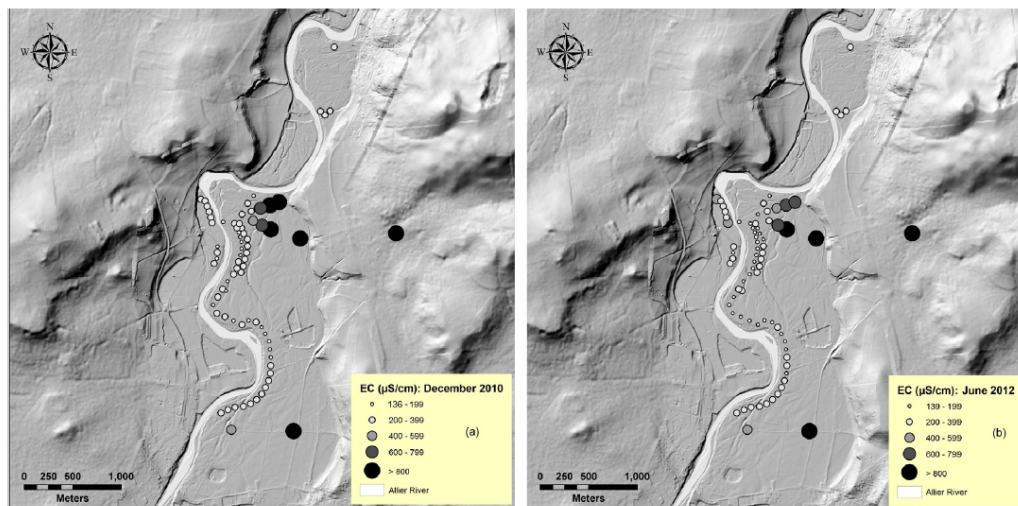 N
W E
S
EC (µS/cm): December 2010
136 - 199
200 - 399
400 - 599
600 - 799
> 800
Allier River
(a)
0 250 500 1,000
Meters
N
W E
S
EC (µS/cm): June 2012
139 - 199
200 - 399
400 - 599
600 - 799
> 800
Allier River
(b)
0 250 500 1,000
Meters